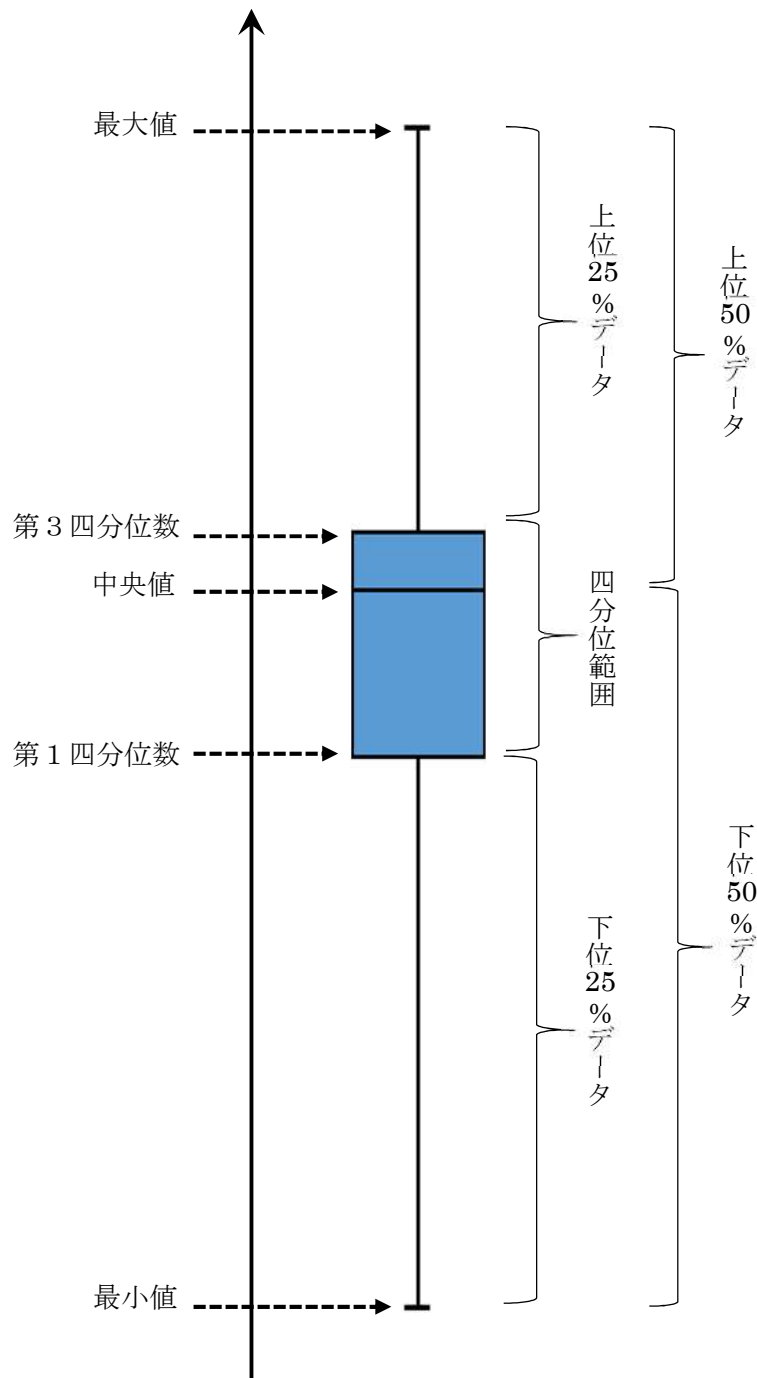 最大値
第３四分位数
中央値
第１四分位数
最小値
上位25%データ
四分位範囲
下位25%データ
上位50%データ
下位50%データ